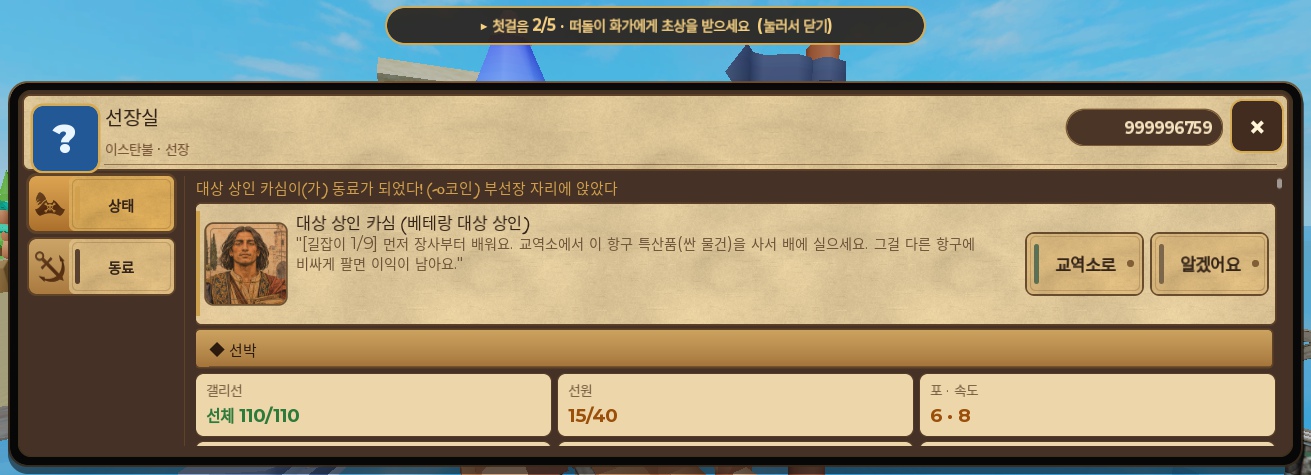 ▸ 첫걸음 2/5 · 떠돌이 화가에게 초상을 받으세요 (눌러서 닫기)
?
선장실
이스탄불 · 선장
999996759
×
상태
동료
대상 상인 카심이(가) 동료가 되었다! (-0코인) 부선장 자리에 앉았다
대상 상인 카심 (베테랑 대상 상인)
"[길잡이 1/9] 먼저 장사부터 배워요. 교역소에서 이 항구 특산품(싼 물건)을 사서 배에 실으세요. 그걸 다른 항구에
비싸게 팔면 이익이 남아요."
교역소로
알겠어요
◆ 선박
갤리선
선체 110/110
선원
15/40
포 · 속도
6 · 8